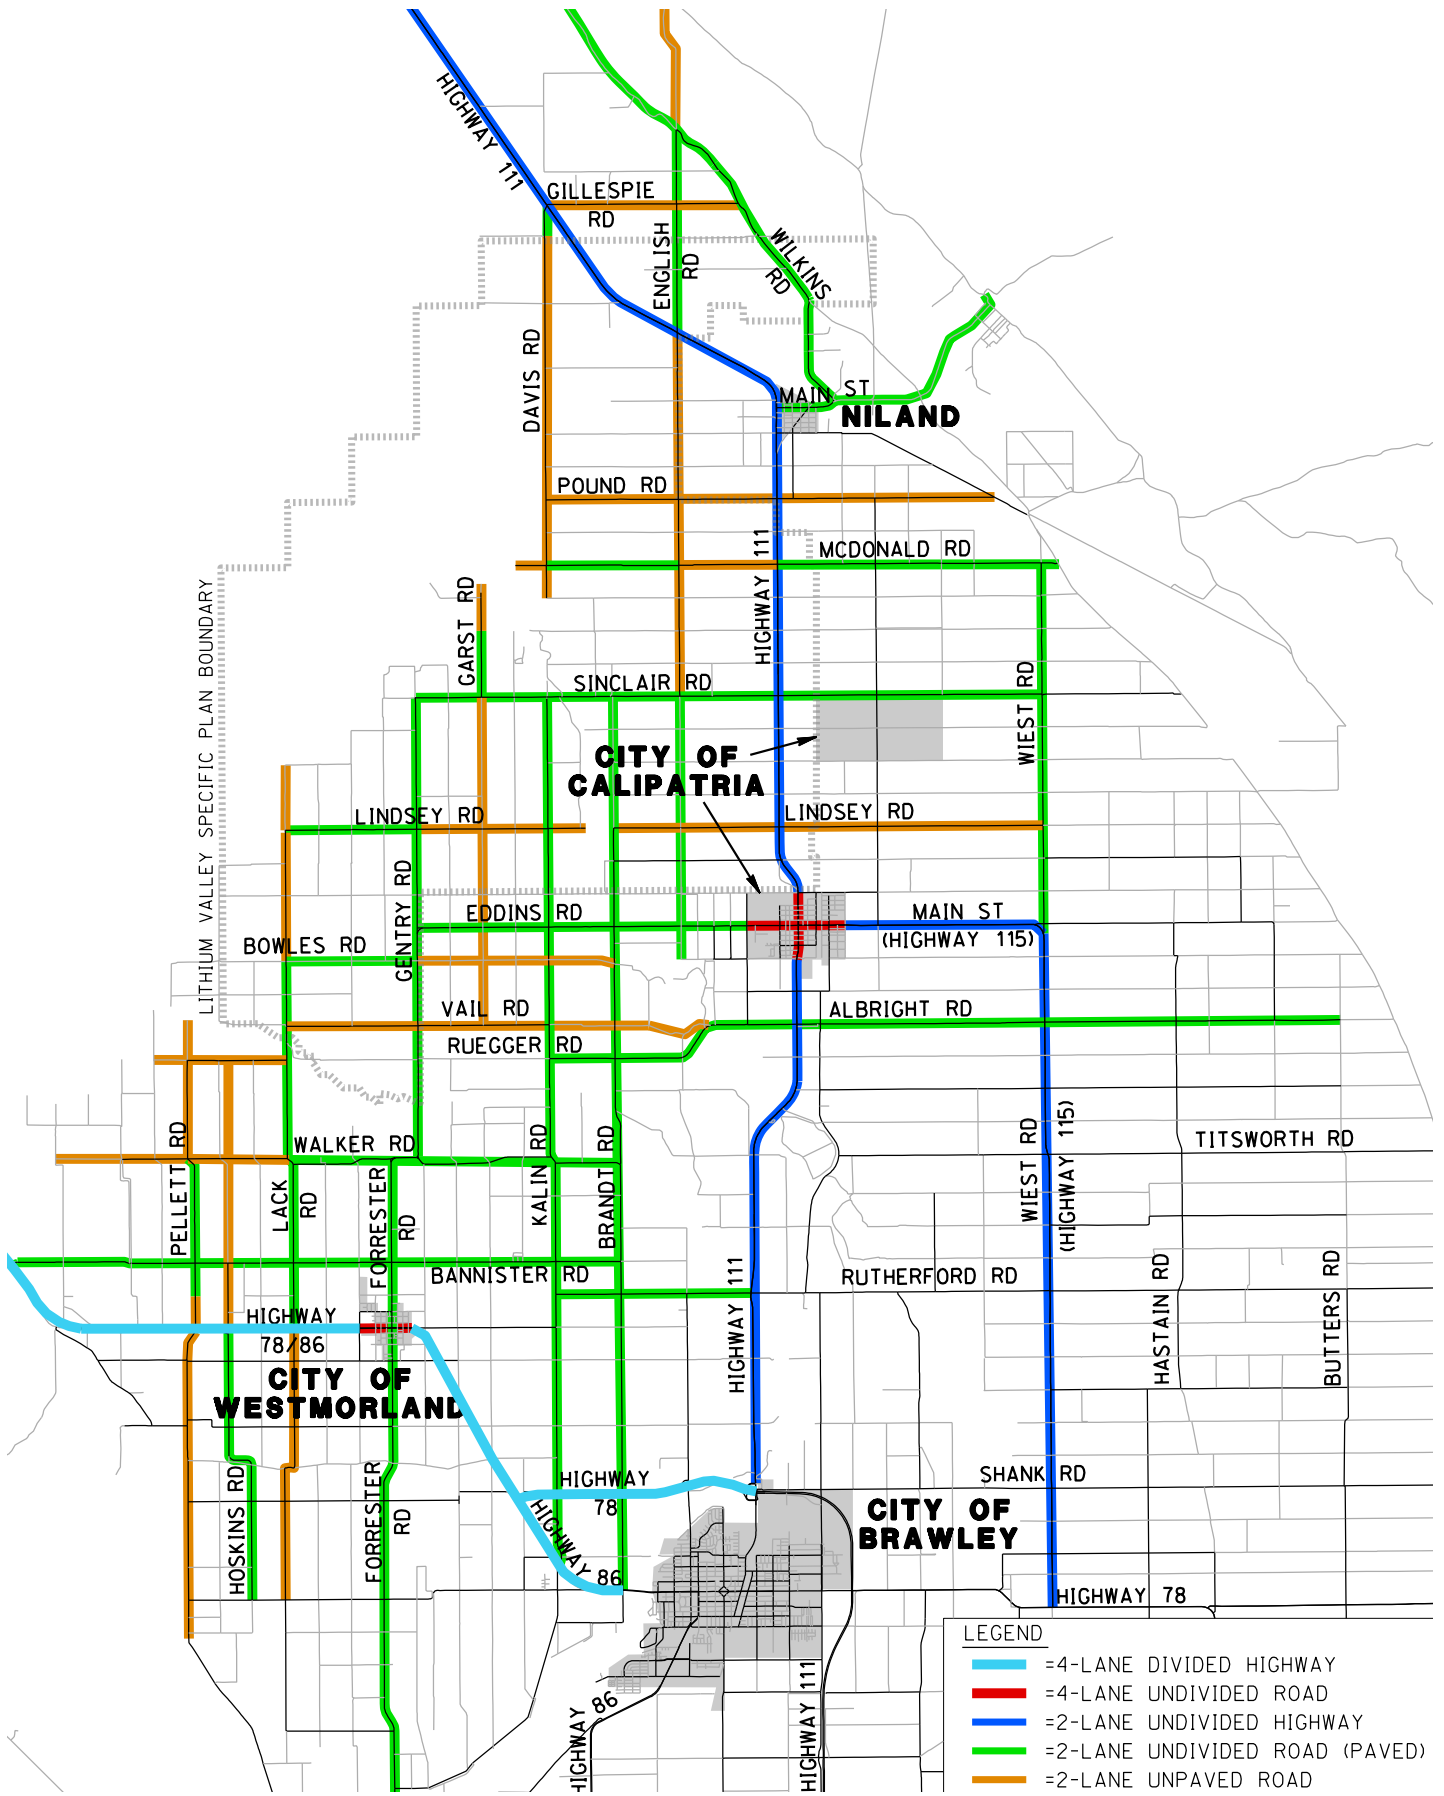 HIGHWAY 111
GILLESPIE
RD
ENGLISH
RD
WILKINS
RD
DAVIS RD
MAIN ST
NILAND
POUND RD
HIGHWAY 111
MCDONALD RD
LITHIUM VALLEY SPECIFIC PLAN BOUNDARY
GARST RD
SINCLAIR RD
WIEST RD
CITY OF
CALIPATRIA
LINDSEY RD
LINDSEY RD
GENTRY RD
EDDINS RD
MAIN ST
(HIGHWAY 115)
BOWLES RD
VAIL RD
ALBRIGHT RD
RUEGGER RD
PELLETT RD
WALKER RD
LACK
RD
FORRESTER
RD
KALIN RD
BRANDT RD
WIEST RD
(HIGHWAY 115)
TITSWORTH RD
BANNISTER RD
HIGHWAY 111
RUTHERFORD RD
HASTAIN RD
BUTTERS RD
HIGHWAY
78/86
CITY OF
WESTMORLAND
HOSKINS RD
FORRESTER
RD
HIGHWAY
78
HIGHWAY 86
SHANK RD
CITY OF
BRAWLEY
HIGHWAY 78
HIGHWAY 86
HIGHWAY 111
LEGEND
=4-LANE DIVIDED HIGHWAY
=4-LANE UNDIVIDED ROAD
=2-LANE UNDIVIDED HIGHWAY
=2-LANE UNDIVIDED ROAD (PAVED)
=2-LANE UNPAVED ROAD